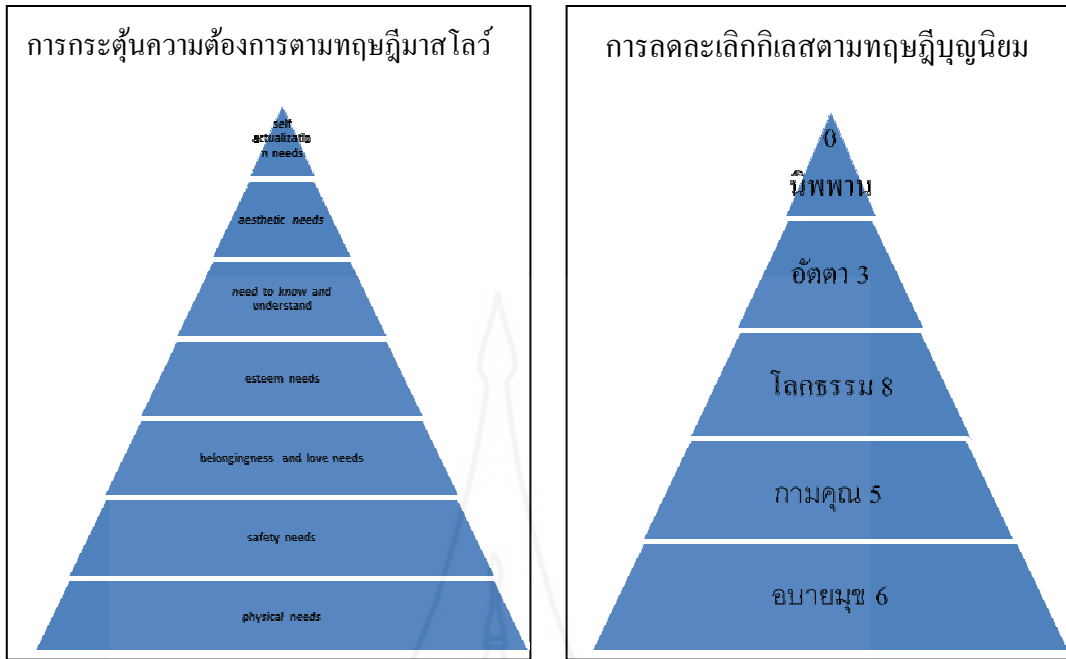 การกระตุ้นความต้องการตามทฤษฎีมาสโลว์
self
actualizatio
n needs
aesthetic needs
need to know and
understand
esteem needs
belongingness and love needs
safety needs
physical needs
การลดละเลิกกิเลสตามทฤษฎีบุญนิยม
0
นิพพาน
อัตตา 3
โลกธรรม 8
กามคุณ 5
อบายมุข 6